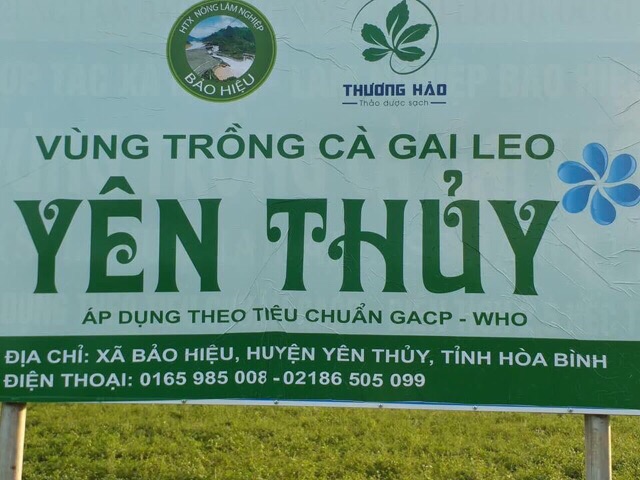 HTX NÔNG LÂM NGHIỆP
BẢO HIỆU
THƯƠNG HẢO
Thảo dược sạch
VÙNG TRỒNG CÀ GAI LEO
YÊN THỦY
ÁP DỤNG THEO TIÊU CHUẨN GACP - WHO
ĐỊA CHỈ: XÃ BẢO HIỆU, HUYỆN YÊN THỦY, TỈNH HÒA BÌNH
ĐIỆN THOẠI: 0165 985 008 - 02186 505 099